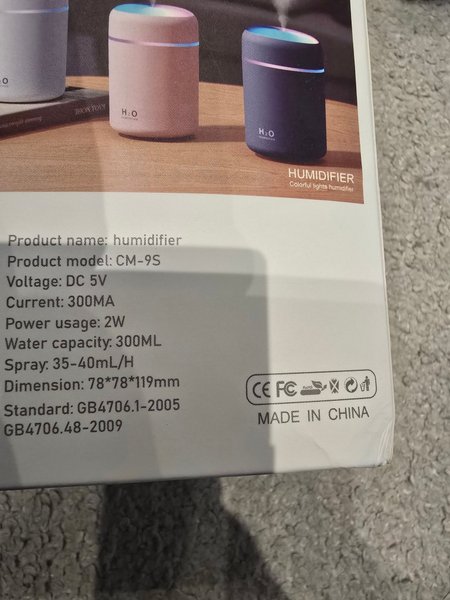 H2O
H2O
H2O
HUMIDIFIER
Colorful lights humidifier
Product name: humidifier
Product model: CM-9S
Voltage: DC 5V
Current: 300MA
Power usage: 2W
Water capacity: 300ML
Spray: 35-40mL/H
Dimension: 78*78*119mm
Standard: GB4706.1-2005
GB4706.48-2009
CE FC RoHS
MADE IN CHINA